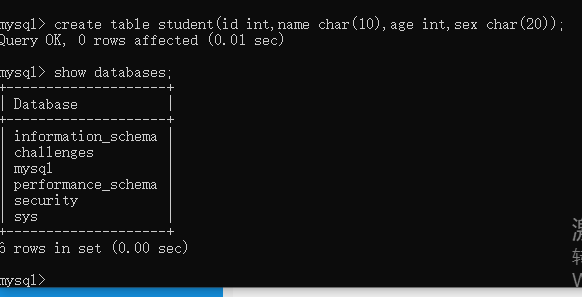 mysql> create table student(id int,name char(10),age int,sex char(20));
Query OK, 0 rows affected (0.01 sec)
mysql> show databases;
+--------------------+
| Database           |
+--------------------+
| information_schema |
| challenges         |
| mysql              |
| performance_schema |
| security           |
| sys                |
+--------------------+
6 rows in set (0.00 sec)
mysql>